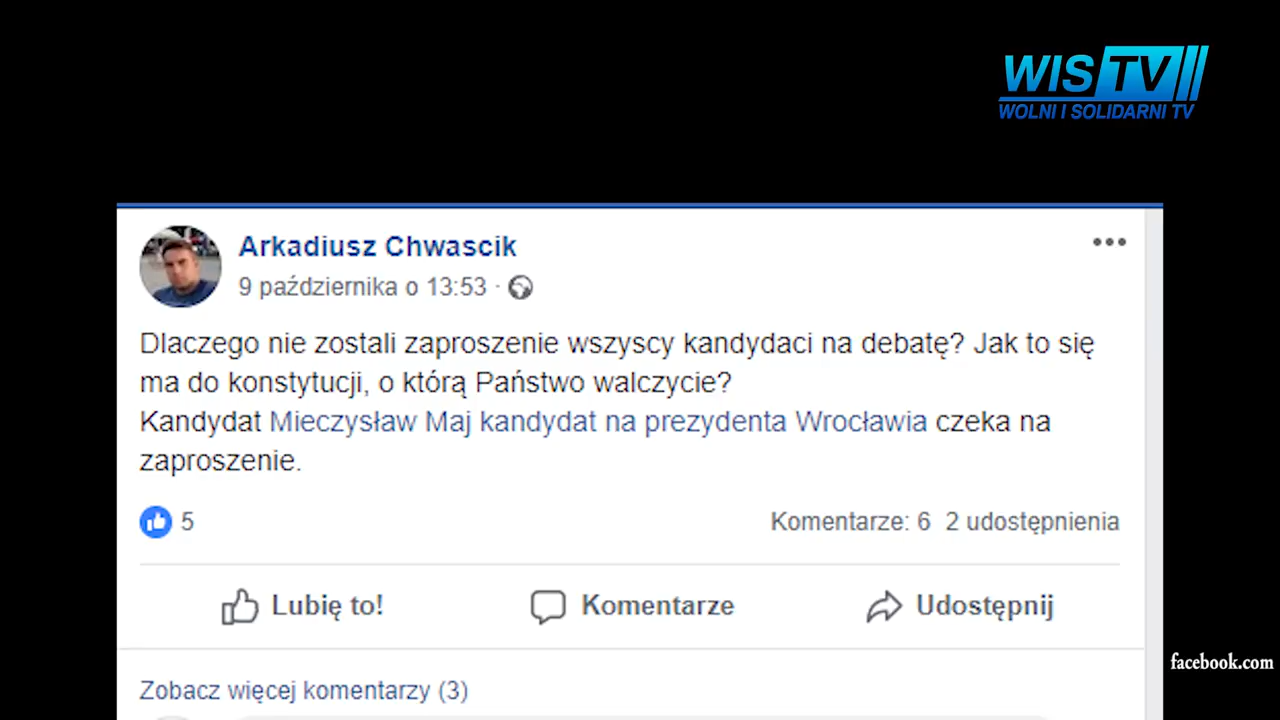 WIS TV
WOLNI I SOLIDARNI TV
Arkadiusz Chwascik
9 października o 13:53 ·
Dlaczego nie zostali zaproszenie wszyscy kandydaci na debatę? Jak to się
ma do konstytucji, o którą Państwo walczycie?
Kandydat Mieczysław Maj kandydat na prezydenta Wrocławia czeka na
zaproszenie.
5
Komentarze: 6 2 udostępnienia
Lubię to! Komentarze Udostępnij
facebook.com
Zobacz więcej komentarzy (3)